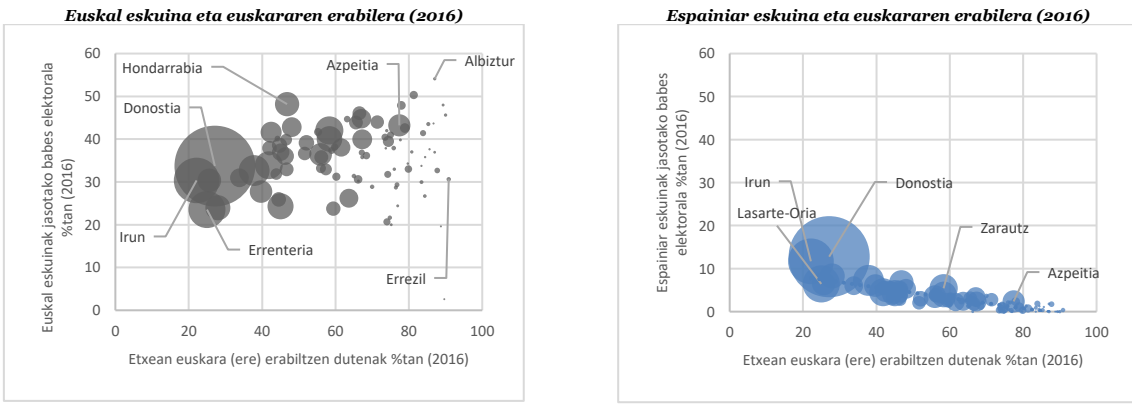 Euskal eskuina eta euskararen erabilera (2016)
Euskal eskuinak jasotako babes elektorala
%tan (2016)
60
50
40
30
20
10
0
0 20 40 60 80 100
Hondarrabia
Azpeitia
Albiztur
Donostia
Irun
Errenteria
Errezil
Etxean euskara (ere) erabiltzen dutenak %tan (2016)
Espainiar eskuina eta euskararen erabilera (2016)
Espainiar eskuinak jasotako babes
elektorala %tan (2016)
60
50
40
30
20
10
0
0 20 40 60 80 100
Irun
Donostia
Lasarte-Oria
Zarautz
Azpeitia
Etxean euskara (ere) erabiltzen dutenak %tan (2016)